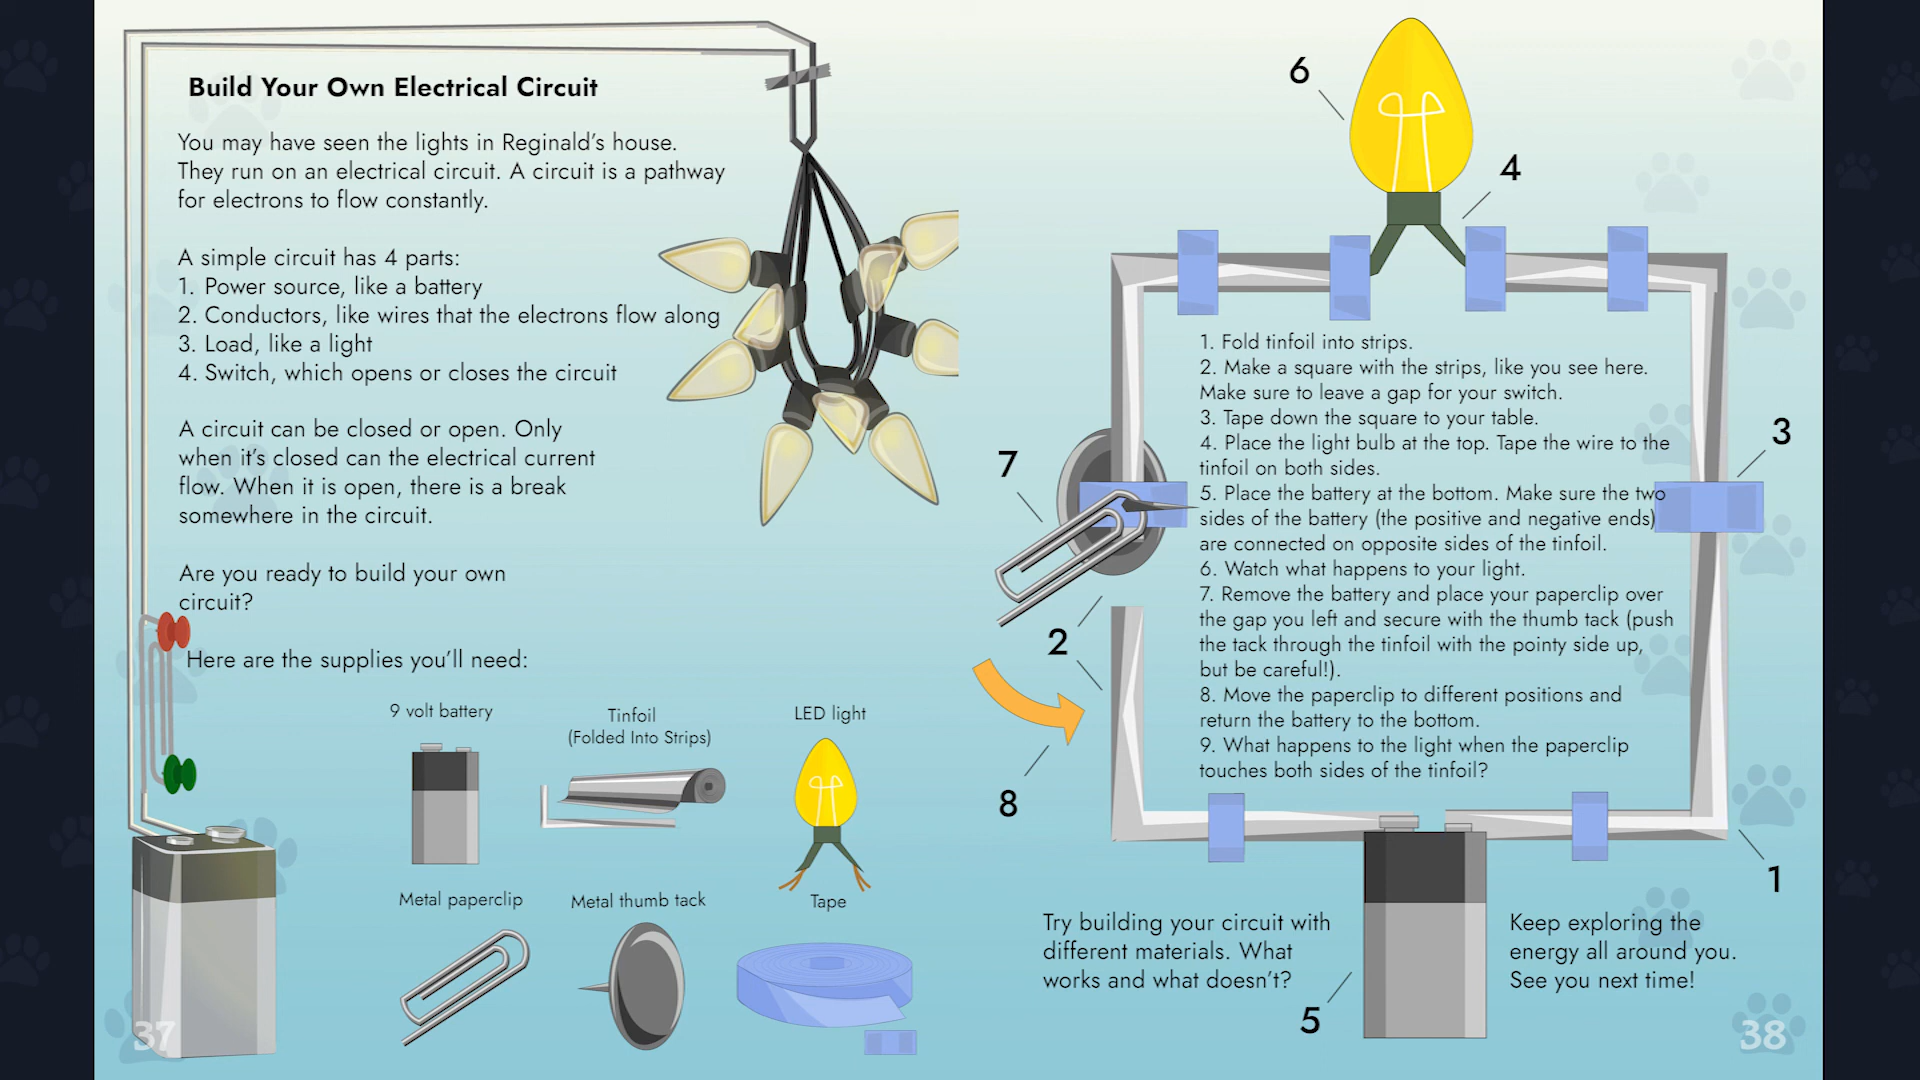 Build Your Own Electrical Circuit
You may have seen the lights in Reginald's house.
They run on an electrical circuit. A circuit is a pathway
for electrons to flow constantly.
A simple circuit has 4 parts:
1. Power source, like a battery
2. Conductors, like wires that the electrons flow along
3. Load, like a light
4. Switch, which opens or closes the circuit
A circuit can be closed or open. Only
when it's closed can the electrical current
flow. When it is open, there is a break
somewhere in the circuit.
Are you ready to build your own
circuit?
Here are the supplies you'll need:
9 volt battery
Tinfoil
(Folded Into Strips)
LED light
Metal paperclip
Metal thumb tack
Tape
37
6
4
3
7
2
8
1
5
1. Fold tinfoil into strips.
2. Make a square with the strips, like you see here.
Make sure to leave a gap for your switch.
3. Tape down the square to your table.
4. Place the light bulb at the top. Tape the wire to the
tinfoil on both sides.
5. Place the battery at the bottom. Make sure the two
sides of the battery (the positive and negative ends)
are connected on opposite sides of the tinfoil.
6. Watch what happens to your light.
7. Remove the battery and place your paperclip over
the gap you left and secure with the thumb tack (push
the tack through the tinfoil with the pointy side up,
but be careful!).
8. Move the paperclip to different positions and
return the battery to the bottom.
9. What happens to the light when the paperclip
touches both sides of the tinfoil?
Try building your circuit with
different materials. What
works and what doesn't?
Keep exploring the
energy all around you.
See you next time!
38